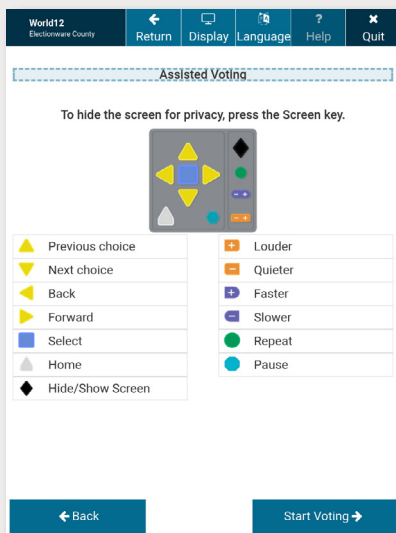 World12
Electionware County
Return
Display
Language
Help
Quit
Assisted Voting
To hide the screen for privacy, press the Screen key.
Previous choice
Next choice
Back
Forward
Select
Home
Hide/Show Screen
Louder
Quieter
Faster
Slower
Repeat
Pause
Back
Start Voting